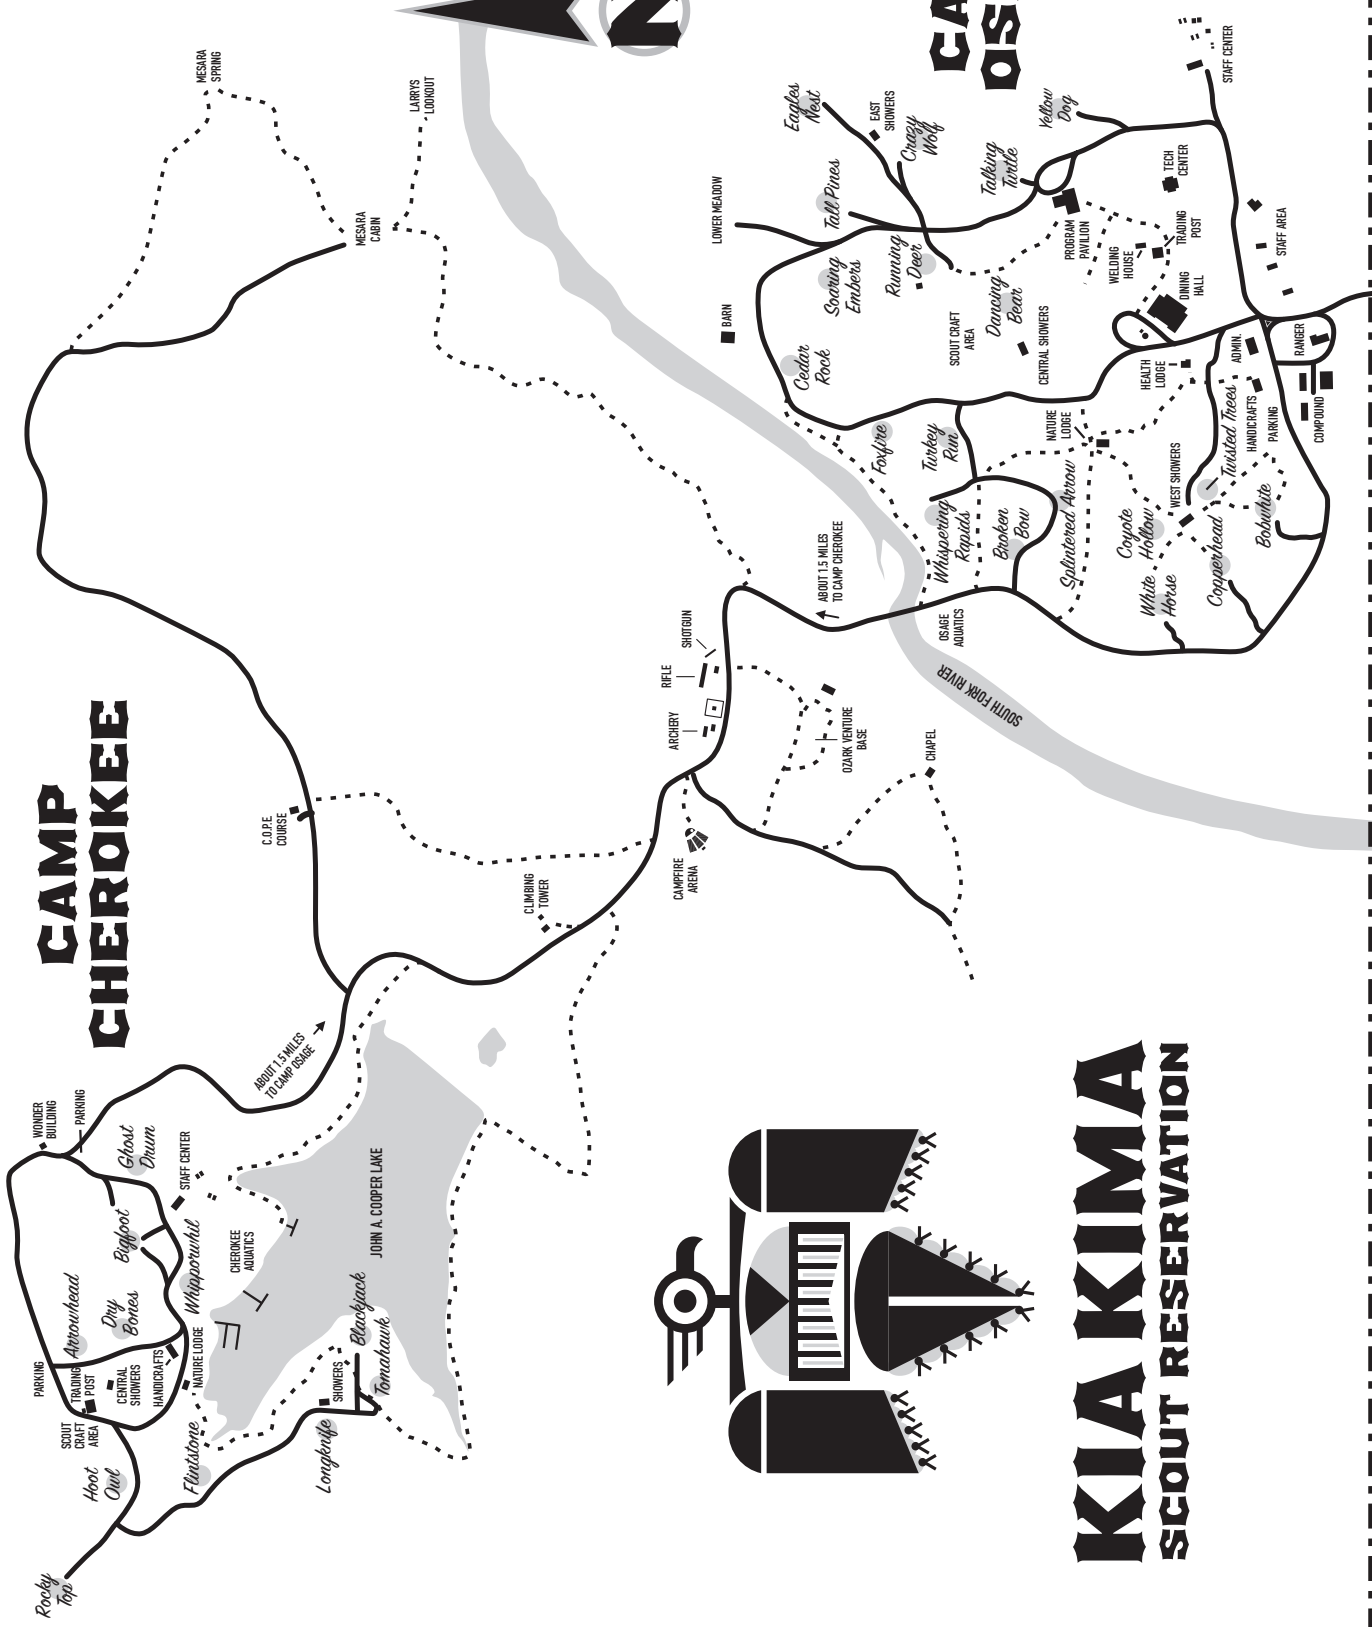 CAMP
CHEROKEE
Rocky
Top
Hoot
Owl
SCOUT
CRAFT
AREA
PARKING
TRADING
POST
Arrowhead
CENTRAL
SHOWERS
Dry
Bones
HANDICRAFTS
NATURE LODGE
Flintstone
Longknife
SHOWERS
Tomahawk
Blackjack
Whipporwhil
Bigfoot
CHEROKEE
AQUATICS
STAFF CENTER
Ghost
Drum
WONDER
BUILDING
PARKING
JOHN A. COOPER LAKE
ABOUT 1.5 MILES
TO CAMP OSAGE
C.O.P.E
COURSE
CLIMBING
TOWER
CAMPFIRE
ARENA
ARCHERY
RIFLE
SHOTGUN
OZARK VENTURE
BASE
CHAPEL
MESARA
SPRING
MESARA
CABIN
LARRYS
LOOKOUT
N
ABOUT 1.5 MILES
TO CAMP CHEROKEE
SOUTH FORK RIVER
OSAGE
AQUATICS
CA
OS
LOWER MEADOW
BARN
Eagles
Nest
EAST
SHOWERS
Crazy
Wolf
Tall Pines
Soaring
Embers
Running
Deer
Cedar
Rock
Foxfire
Turkey
Run
Whispering
Rapids
Broken
Bow
Splintered Arrow
Coyote
Hollow
White
Horse
Copperhead
Bobwhite
Twisted Trees
WEST SHOWERS
NATURE
LODGE
SCOUT CRAFT
AREA
Dancing
Bear
CENTRAL SHOWERS
HEALTH
LODGE
HANDICRAFTS
PARKING
ADMIN.
RANGER
COMPOUND
DINING
HALL
WELDING
HOUSE
TRADING
POST
PROGRAM
PAVILION
TECH
CENTER
Talking
Turtle
Yellow
Dog
STAFF CENTER
STAFF AREA
KIA KIMA
SCOUT RESERVATION